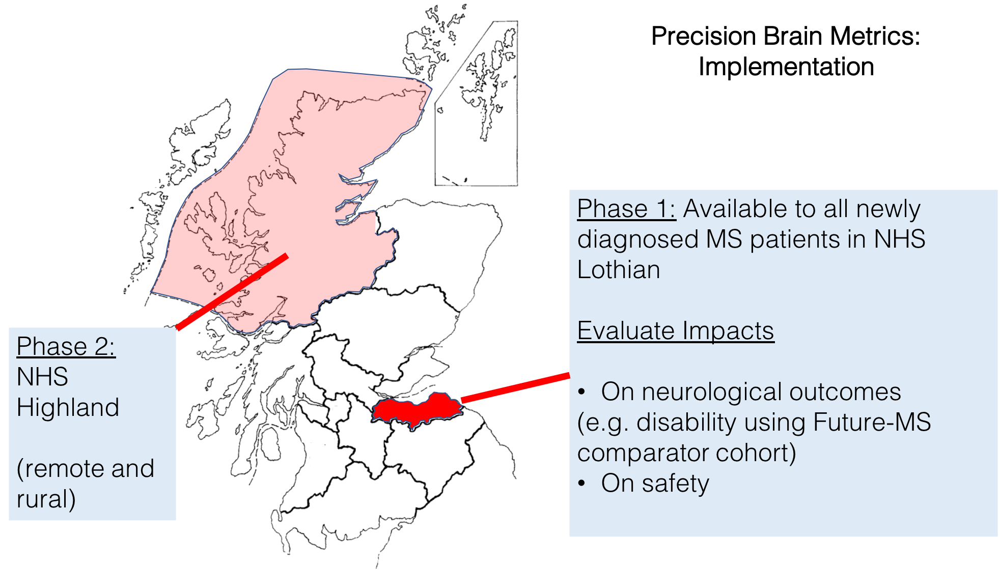 Precision Brain Metrics:
Implementation
Phase 1: Available to all newly
diagnosed MS patients in NHS
Lothian
Evaluate Impacts
• On neurological outcomes
(e.g. disability using Future-MS
comparator cohort)
• On safety
Phase 2:
NHS
Highland
(remote and
rural)